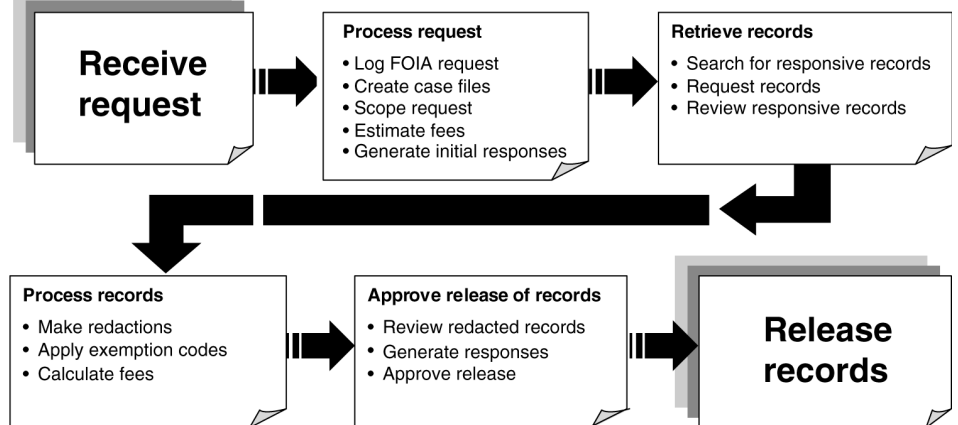 Receive
request
Process request
• Log FOIA request
• Create case files
• Scope request
• Estimate fees
• Generate initial responses
Retrieve records
• Search for responsive records
• Request records
• Review responsive records
Process records
• Make redactions
• Apply exemption codes
• Calculate fees
Approve release of records
• Review redacted records
• Generate responses
• Approve release
Release
records